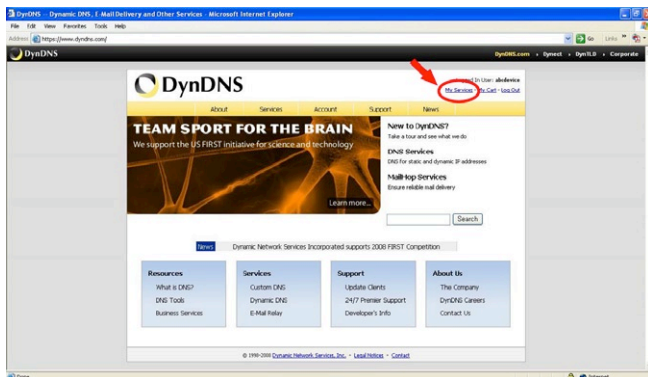 DynDNS -- Dynamic DNS, E-Mail Delivery and Other Services - Microsoft Internet Explorer
File Edit View Favorites Tools Help
Address https://www.dyndns.com/ Go Links
DynDNS DynDNS.com Dynect DynTLD Corporate
DynDNS
In User: abcdevice
My Services - My Cart - Log Out
About Services Account Support News
TEAM SPORT FOR THE BRAIN
We support the US FIRST initiative for science and technology
Learn more...
New to DynDNS?
Take a tour and see what we do
DNS Services
DNS for static and dynamic IP addresses
MailHop Services
Ensure reliable mail delivery
Search
News Dynamic Network Services Incorporated supports 2008 FIRST Competition
Resources
What is DNS?
DNS Tools
Business Services
Services
Custom DNS
Dynamic DNS
E-Mail Relay
Support
Update Clients
24/7 Premier Support
Developer's Info
About Us
The Company
DynDNS Careers
Contact Us
© 1998-2008 Dynamic Network Services, Inc. - Legal Notices - Contact
Internet